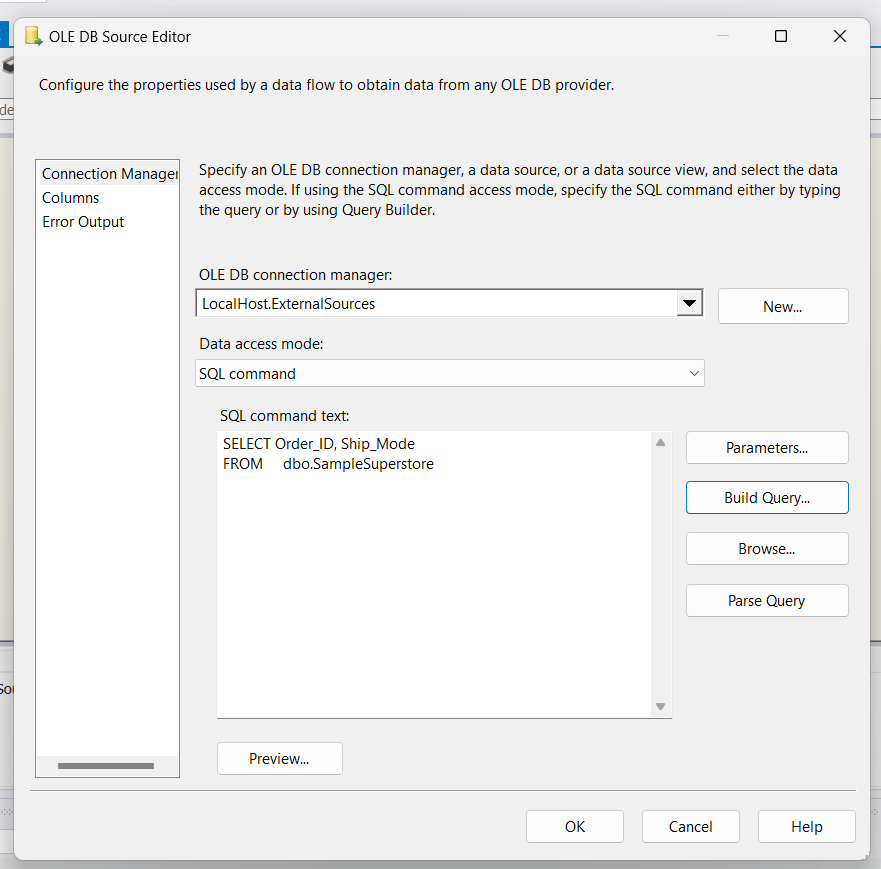 OLE DB Source Editor
Configure the properties used by a data flow to obtain data from any OLE DB provider.
Connection Manager
Columns
Error Output
Specify an OLE DB connection manager, a data source, or a data source view, and select the data
access mode. If using the SQL command access mode, specify the SQL command either by typing
the query or by using Query Builder.
OLE DB connection manager:
LocalHost.ExternalSources
New...
Data access mode:
SQL command
SQL command text:
SELECT Order_ID, Ship_Mode
FROM     dbo.SampleSuperstore
Parameters...
Build Query...
Browse...
Parse Query
Preview...
OK
Cancel
Help